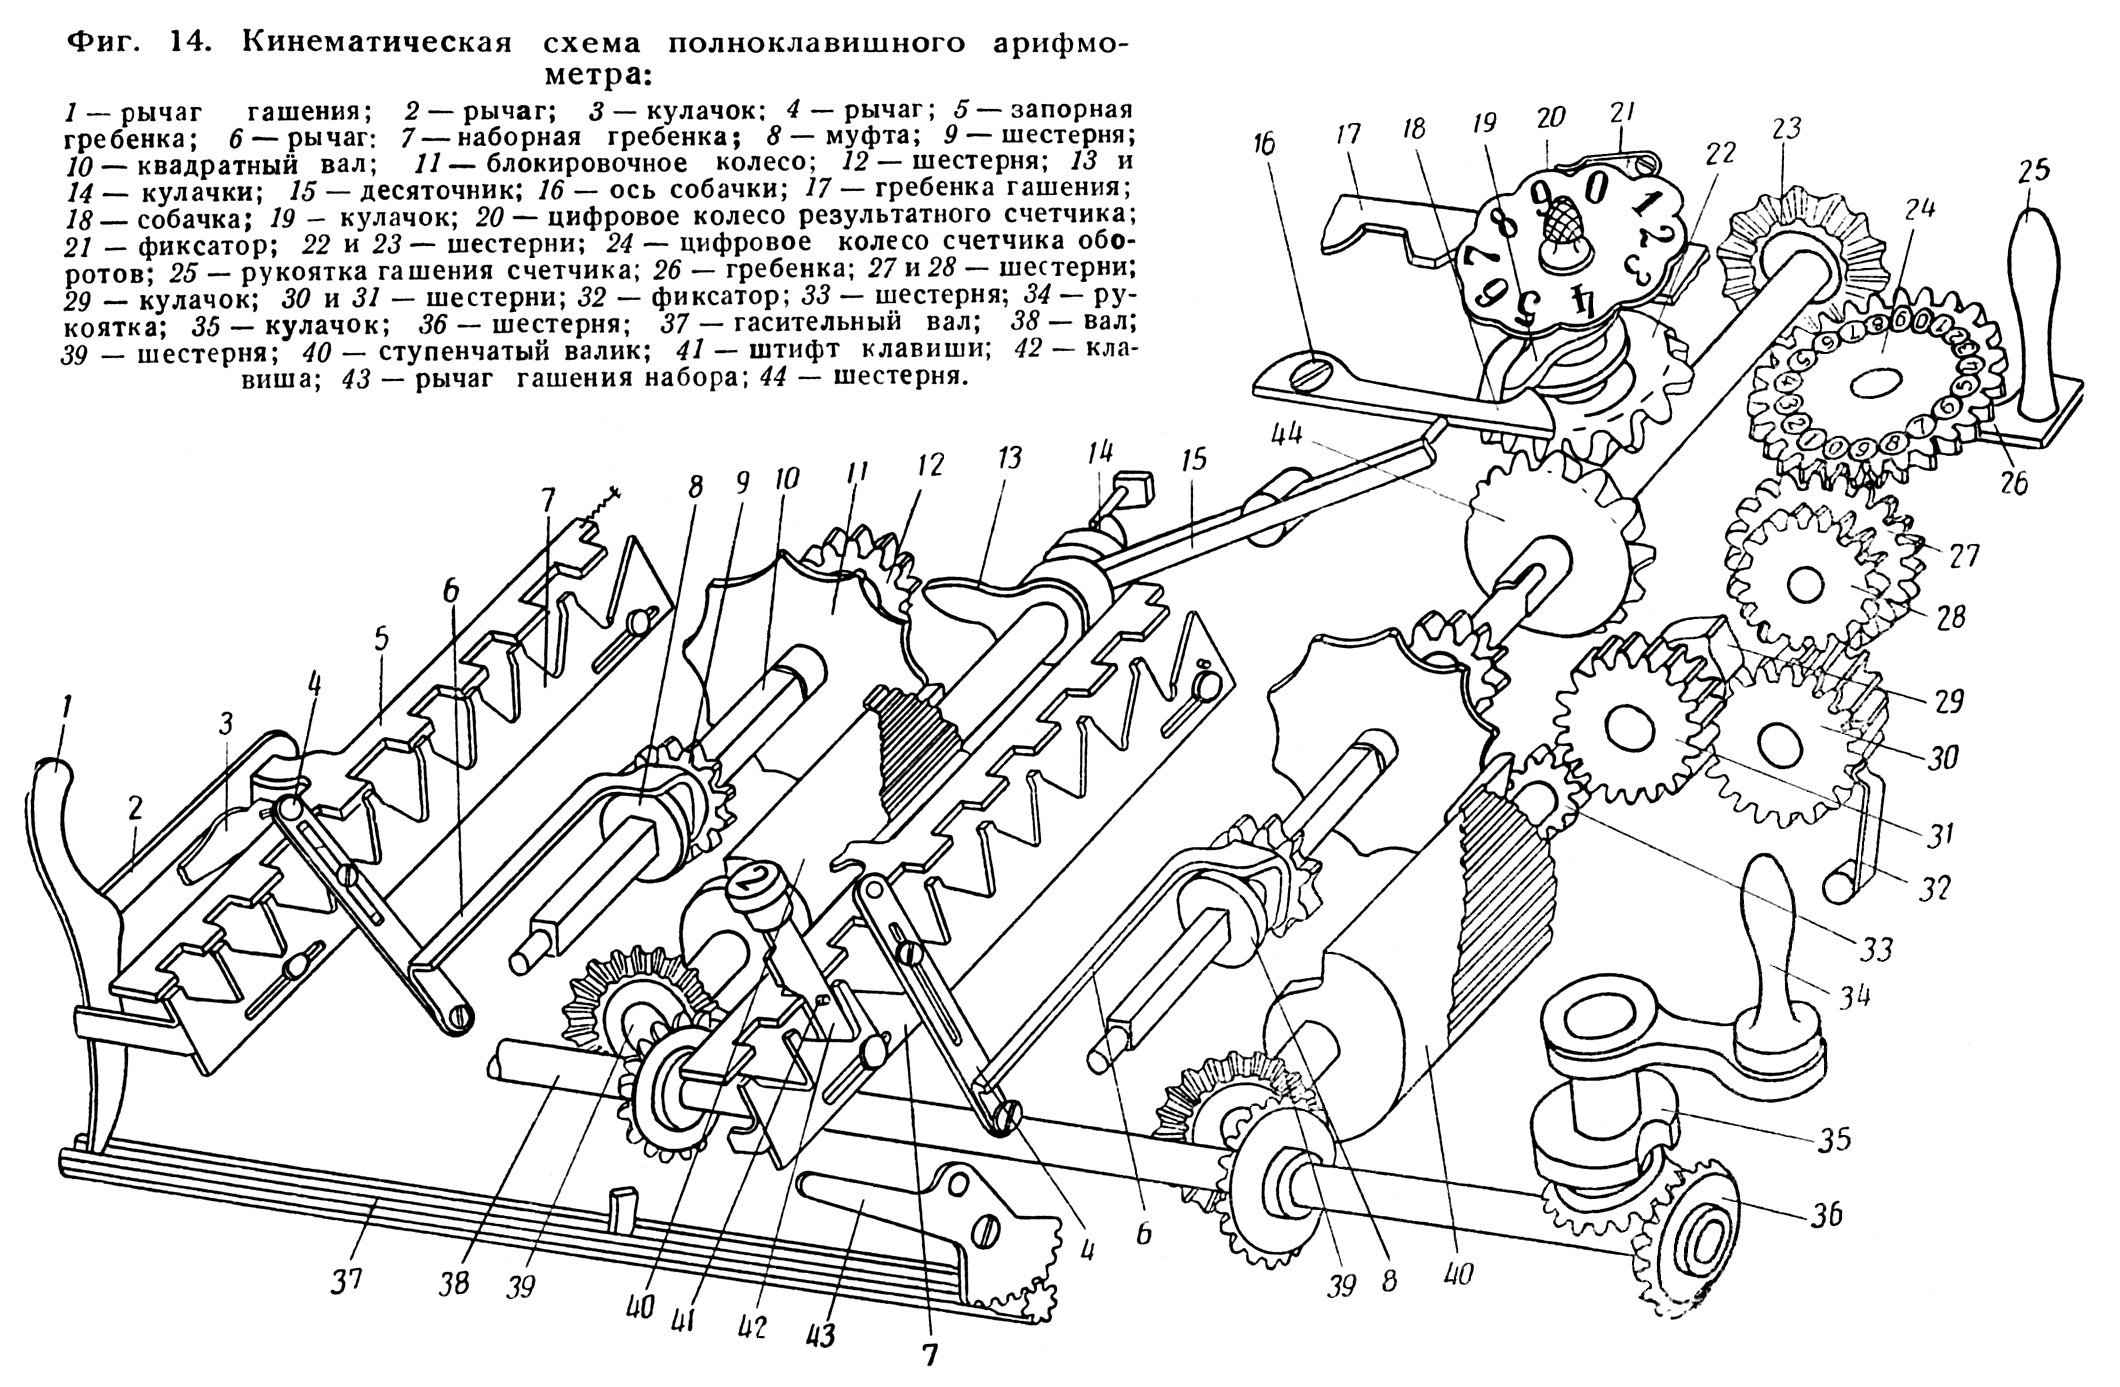 Фиг. 14. Кинематическая схема полноклавишного арифмо-
метра:
1 — рычаг гашения; 2 — рычаг; 3 — кулачок; 4 — рычаг; 5 — запорная
гребенка; 6 — рычаг; 7 — наборная гребенка; 8 — муфта; 9 — шестерня;
10 — квадратный вал; 11 — блокировочное колесо; 12 — шестерня; 13 и
14 — кулачки; 15 — десяточник; 16 — ось собачки; 17 — гребенка гашения;
18 — собачка; 19 — кулачок; 20 — цифровое колесо результатного счетчика;
21 — фиксатор; 22 и 23 — шестерни; 24 — цифровое колесо счетчика обо-
ротов; 25 — рукоятка гашения счетчика; 26 — гребенка; 27 и 28 — шестерни;
29 — кулачок; 30 и 31 — шестерни; 32 — фиксатор; 33 — шестерня; 34 — ру-
коятка; 35 — кулачок; 36 — шестерня; 37 — гасительный вал; 38 — вал;
39 — шестерня; 40 — ступенчатый валик; 41 — штифт клавиши; 42 — кла-
виша; 43 — рычаг гашения набора; 44 — шестерня.
16 17 18 19 20 21 22 23 24 25
9 0 1 2 3 4 5 6 7 8
26
44
7 8 9 10 11 12 13 14 15
27
28
6
5
4
3
2
1
29
30
31
32
33
34
2
35
36
37 38 39 40 41 42 43 7 4 6 39 8 40